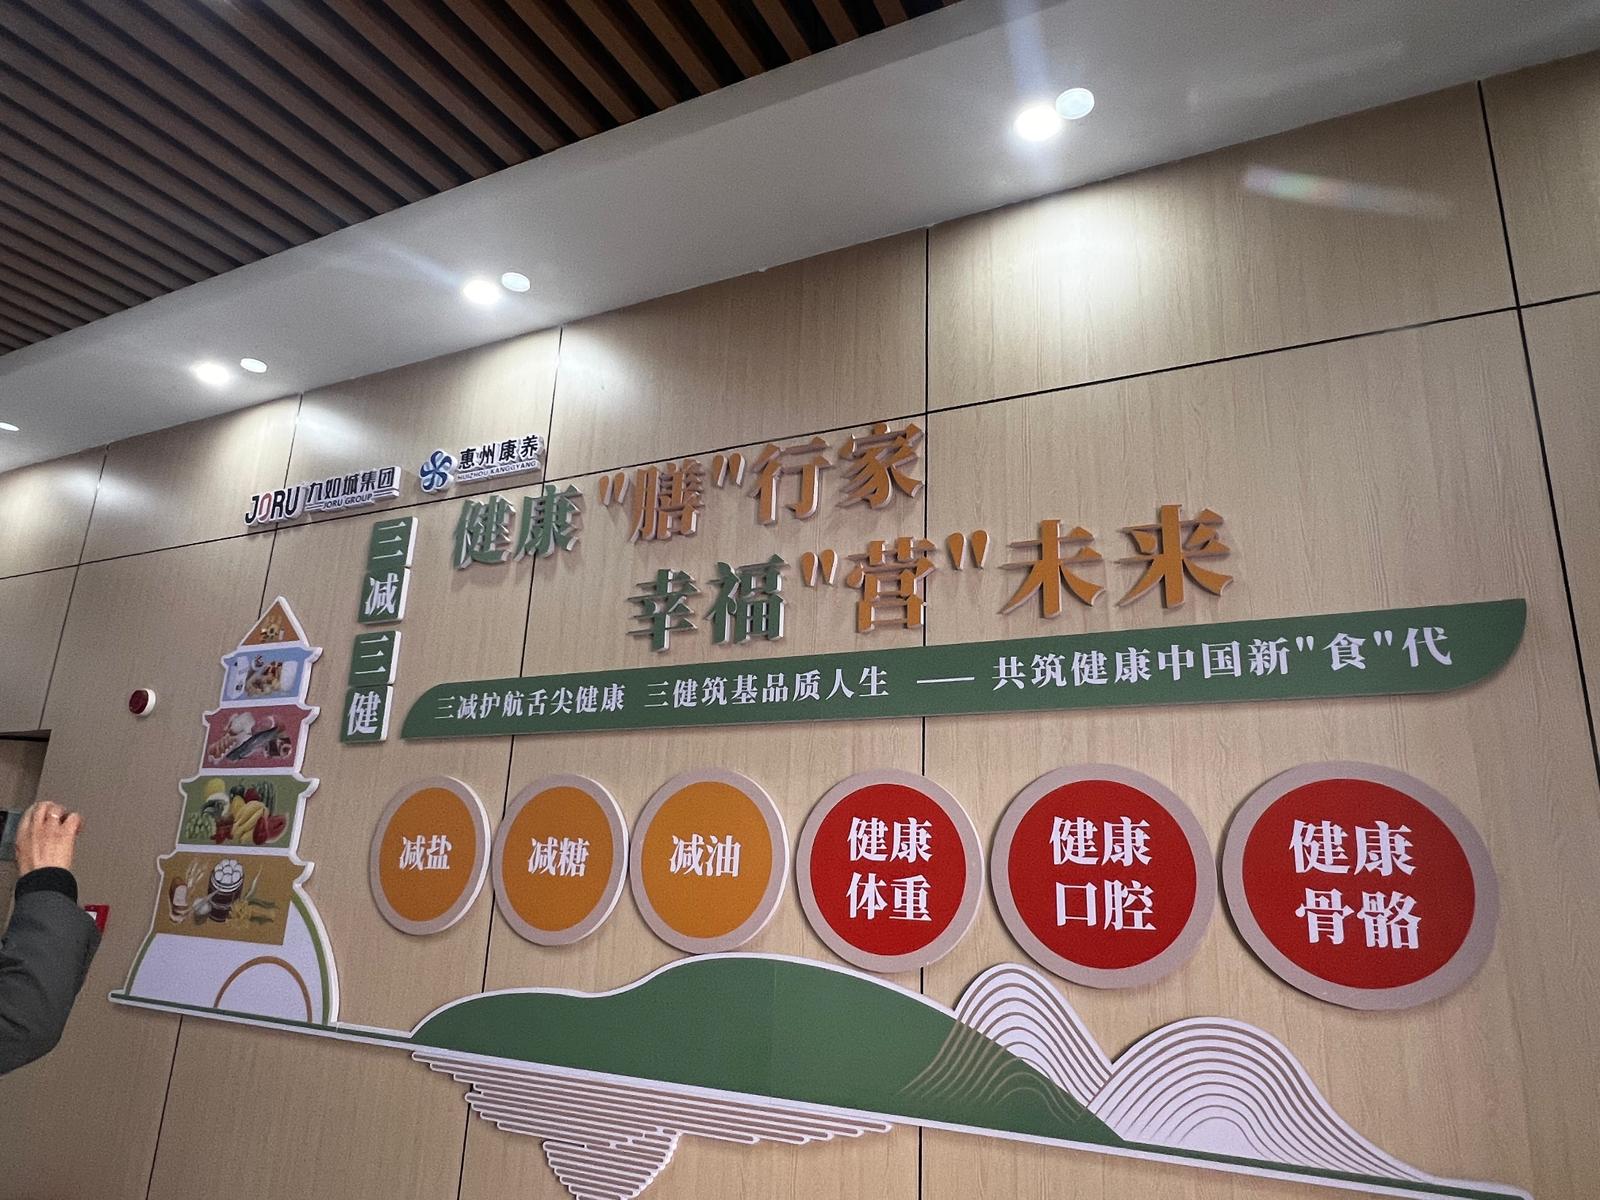 JORU 九如城集团
JORU GROUP
惠州康养
HUIZHOU KANGYANG
三减三健
健康"膳"行家
幸福"营"未来
三减护航舌尖健康 三健筑基品质人生 —— 共筑健康中国新"食"代
减盐
减糖
减油
健康
体重
健康
口腔
健康
骨骼